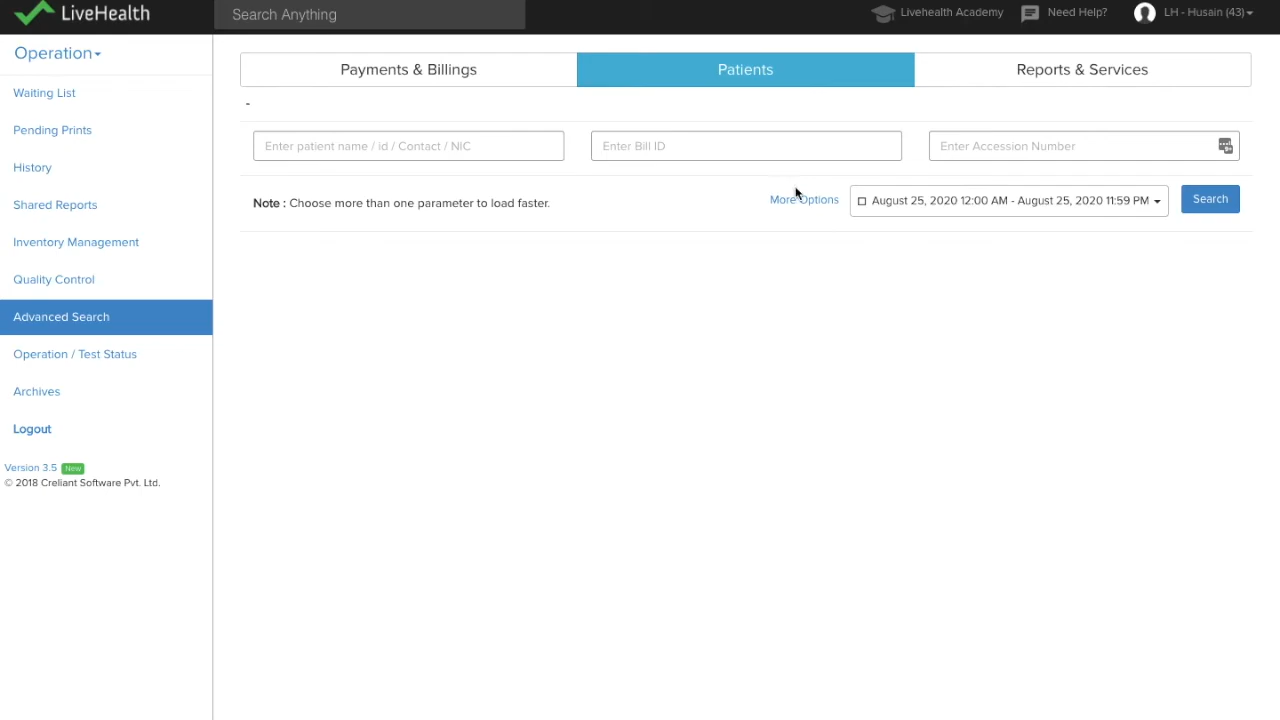 LiveHealth
Search Anything
Livehealth Academy
Need Help?
LH - Husain (43)
Operation
Waiting List
Pending Prints
History
Shared Reports
Inventory Management
Quality Control
Advanced Search
Operation / Test Status
Archives
Logout
Version 3.5 New
© 2018 Creliant Software Pvt. Ltd.
Payments & Billings
Patients
Reports & Services
-
Enter patient name / id / Contact / NIC
Enter Bill ID
Enter Accession Number
Note : Choose more than one parameter to load faster.
More Options
August 25, 2020 12:00 AM - August 25, 2020 11:59 PM
Search